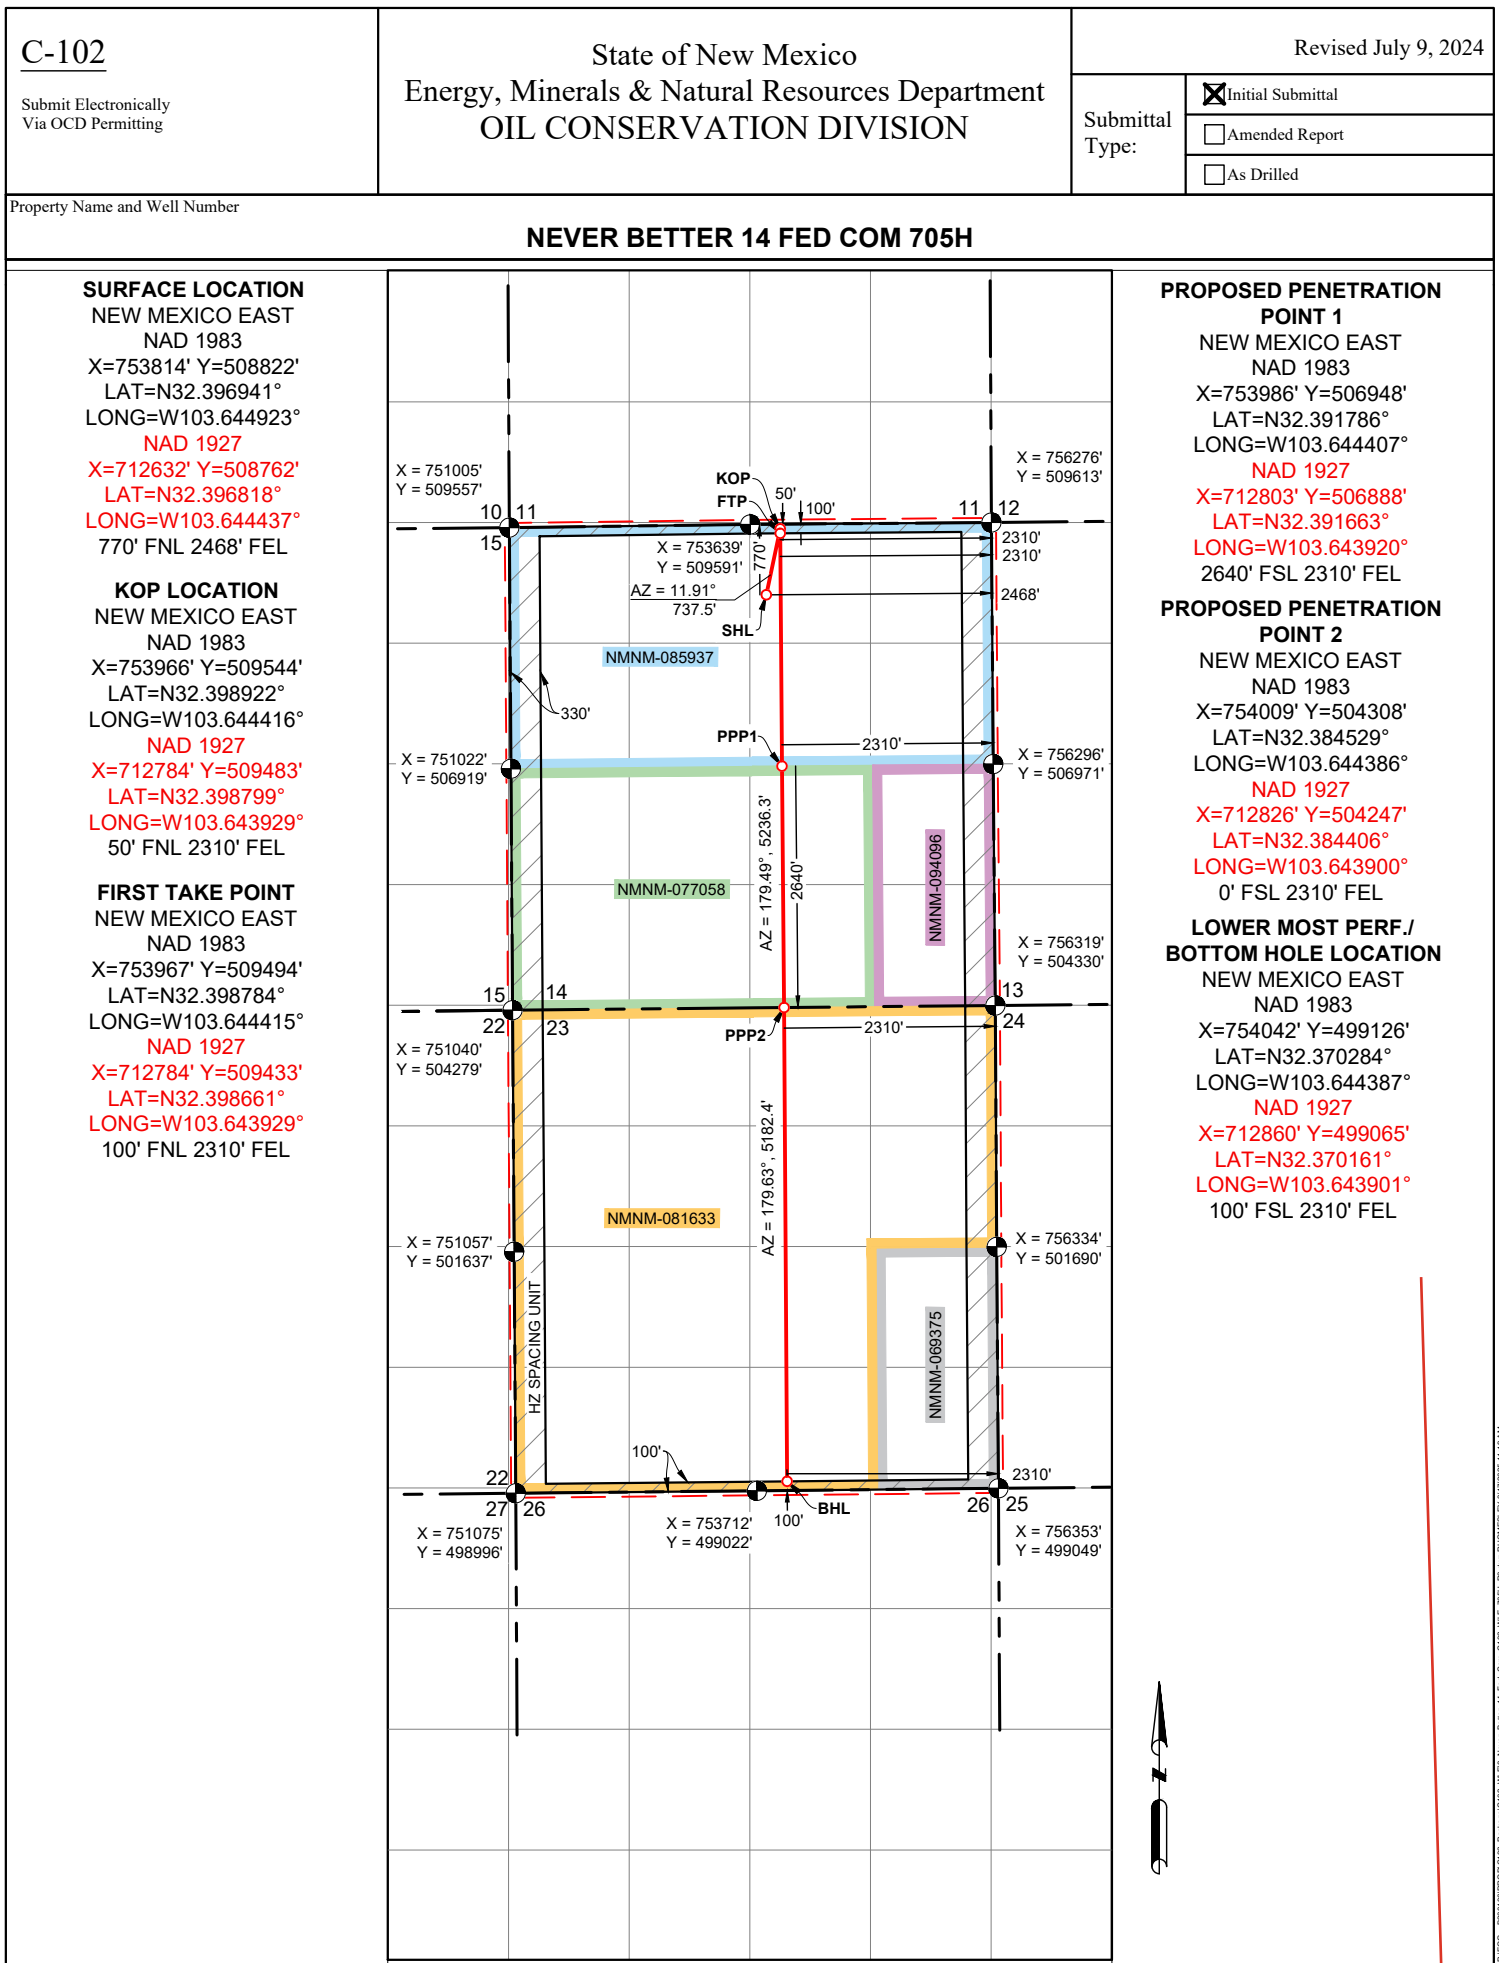 C-102
Submit Electronically
Via OCD Permitting
State of New Mexico
Energy, Minerals & Natural Resources Department
OIL CONSERVATION DIVISION
Revised July 9, 2024
Submittal
Type:
Initial Submittal
Amended Report
As Drilled
Property Name and Well Number
NEVER BETTER 14 FED COM 705H
SURFACE LOCATION
NEW MEXICO EAST
NAD 1983
X=753814' Y=508822'
LAT=N32.396941°
LONG=W103.644923°
NAD 1927
X=712632' Y=508762'
LAT=N32.396818°
LONG=W103.644437°
770' FNL 2468' FEL
KOP LOCATION
NEW MEXICO EAST
NAD 1983
X=753966' Y=509544'
LAT=N32.398922°
LONG=W103.644416°
NAD 1927
X=712784' Y=509483'
LAT=N32.398799°
LONG=W103.643929°
50' FNL 2310' FEL
FIRST TAKE POINT
NEW MEXICO EAST
NAD 1983
X=753967' Y=509494'
LAT=N32.398784°
LONG=W103.644415°
NAD 1927
X=712784' Y=509433'
LAT=N32.398661°
LONG=W103.643929°
100' FNL 2310' FEL
X = 751005'
Y = 509557'
KOP
FTP
50'
100'
X = 756276'
Y = 509613'
10 11
11 12
15
X = 753639'
Y = 509591'
770'
2310'
2310'
AZ = 11.91°
737.5'
2468'
SHL
NMNM-085937
330'
PPP1
2310'
X = 751022'
Y = 506919'
X = 756296'
Y = 506971'
AZ = 179.49°, 5236.3'
2640'
NMNM-077058
NMNM-094096
X = 756319'
Y = 504330'
15 14
13
22 23
24
PPP2
2310'
X = 751040'
Y = 504279'
AZ = 179.63°, 5182.4'
NMNM-081633
X = 751057'
Y = 501637'
X = 756334'
Y = 501690'
HZ SPACING UNIT
NMNM-069375
100'
2310'
22
27 26
26 25
BHL
100'
X = 751075'
Y = 498996'
X = 753712'
Y = 499022'
X = 756353'
Y = 499049'
PROPOSED PENETRATION
POINT 1
NEW MEXICO EAST
NAD 1983
X=753986' Y=506948'
LAT=N32.391786°
LONG=W103.644407°
NAD 1927
X=712803' Y=506888'
LAT=N32.391663°
LONG=W103.643920°
2640' FSL 2310' FEL
PROPOSED PENETRATION
POINT 2
NEW MEXICO EAST
NAD 1983
X=754009' Y=504308'
LAT=N32.384529°
LONG=W103.644386°
NAD 1927
X=712826' Y=504247'
LAT=N32.384406°
LONG=W103.643900°
0' FSL 2310' FEL
LOWER MOST PERF./
BOTTOM HOLE LOCATION
NEW MEXICO EAST
NAD 1983
X=754042' Y=499126'
LAT=N32.370284°
LONG=W103.644387°
NAD 1927
X=712860' Y=499065'
LAT=N32.370161°
LONG=W103.643901°
100' FSL 2310' FEL